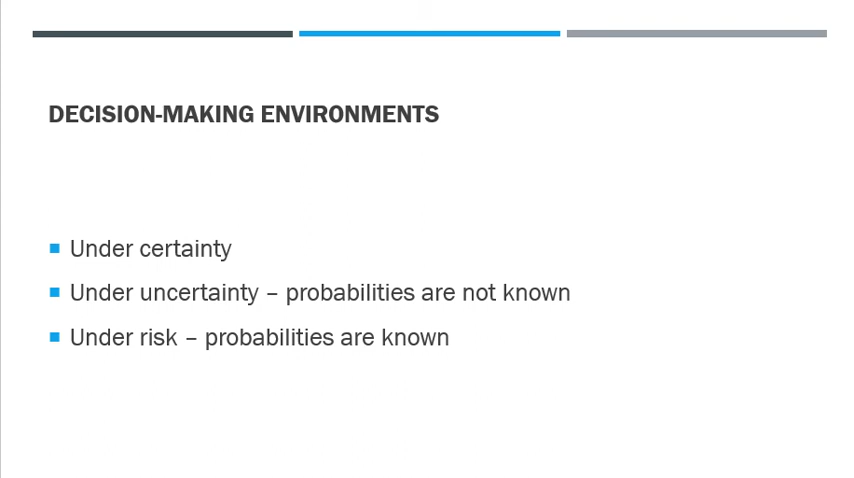 DECISION-MAKING ENVIRONMENTS
Under certainty
Under uncertainty – probabilities are not known
Under risk – probabilities are known